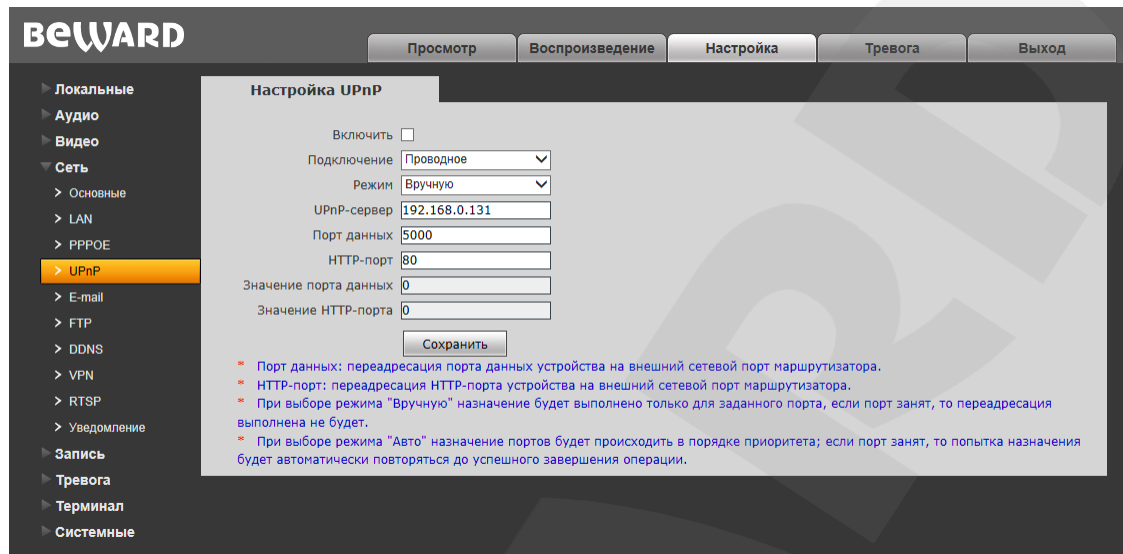 BEWARD
Просмотр
Воспроизведение
Настройка
Тревога
Выход
Локальные
Аудио
Видео
Сеть
Основные
LAN
PPPOE
UPnP
E-mail
FTP
DDNS
VPN
RTSP
Уведомление
Запись
Тревога
Терминал
Системные
Настройка UPnP
Включить
Подключение Проводное
Режим Вручную
UPnP-сервер 192.168.0.131
Порт данных 5000
HTTP-порт 80
Значение порта данных 0
Значение HTTP-порта 0
Сохранить
* Порт данных: переадресация порта данных устройства на внешний сетевой порт маршрутизатора.
* HTTP-порт: переадресация HTTP-порта устройства на внешний сетевой порт маршрутизатора.
* При выборе режима "Вручную" назначение будет выполнено только для заданного порта, если порт занят, то переадресация
выполнена не будет.
* При выборе режима "Авто" назначение портов будет происходить в порядке приоритета; если порт занят, то попытка назначения
будет автоматически повторяться до успешного завершения операции.